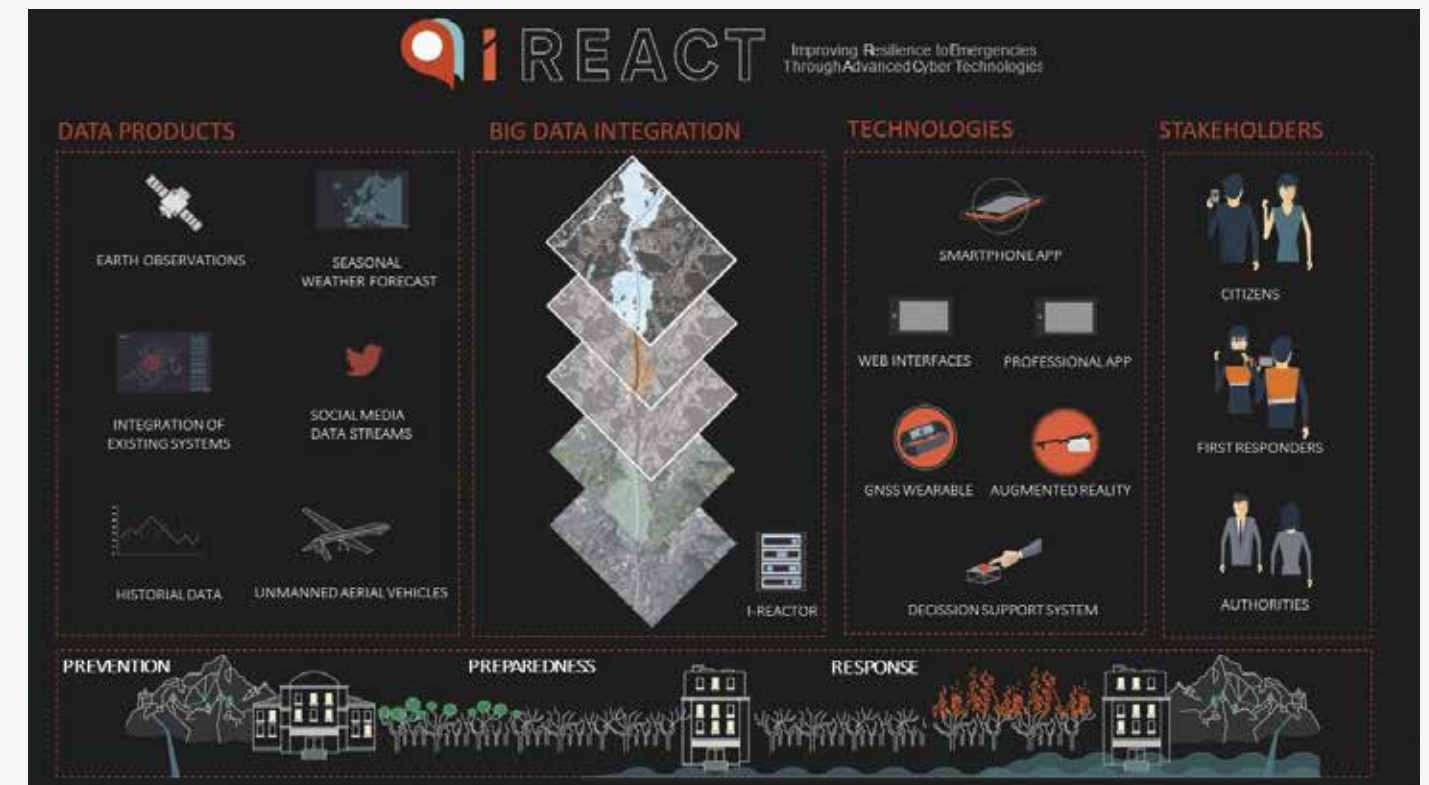 i REACT
Improving Resilience to Emergencies
Through Advanced Cyber Technologies
DATA PRODUCTS
EARTH OBSERVATIONS
SEASONAL
WEATHER FORECAST
INTEGRATION OF
EXISTING SYSTEMS
SOCIAL MEDIA
DATA STREAMS
HISTORIAL DATA
UNMANNED AERIAL VEHICLES
BIG DATA INTEGRATION
I-REACTOR
TECHNOLOGIES
SMARTPHONE APP
WEB INTERFACES
PROFESSIONAL APP
GNSS WEARABLE
AUGMENTED REALITY
DECISSION SUPPORT SYSTEM
STAKEHOLDERS
CITIZENS
FIRST RESPONDERS
AUTHORITIES
PREVENTION
PREPAREDNESS
RESPONSE